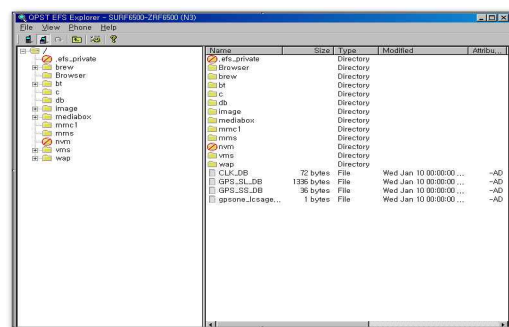 QPST EFS Explorer - SURF6500-ZRF6500 (N3)
File View Phone Help
/
.efs_private
brew
Browser
bt
c
db
image
mediabox
mmc1
mms
nvm
vms
wap
Name Size Type Modified Attribu...
.efs_private Directory
Browser Directory
brew Directory
bt Directory
c Directory
db Directory
image Directory
mediabox Directory
mmc1 Directory
mms Directory
nvm Directory
vms Directory
wap Directory
CLK_DB 72 bytes File Wed Jan 10 00:00:00 ... -AD
GPS_SL_DB 1336 bytes File Wed Jan 10 00:00:00 ... -AD
GPS_SS_DB 36 bytes File Wed Jan 10 00:00:00 ... -AD
gpsone_lcsage... 1 bytes File Wed Jan 10 00:00:00 ... -AD